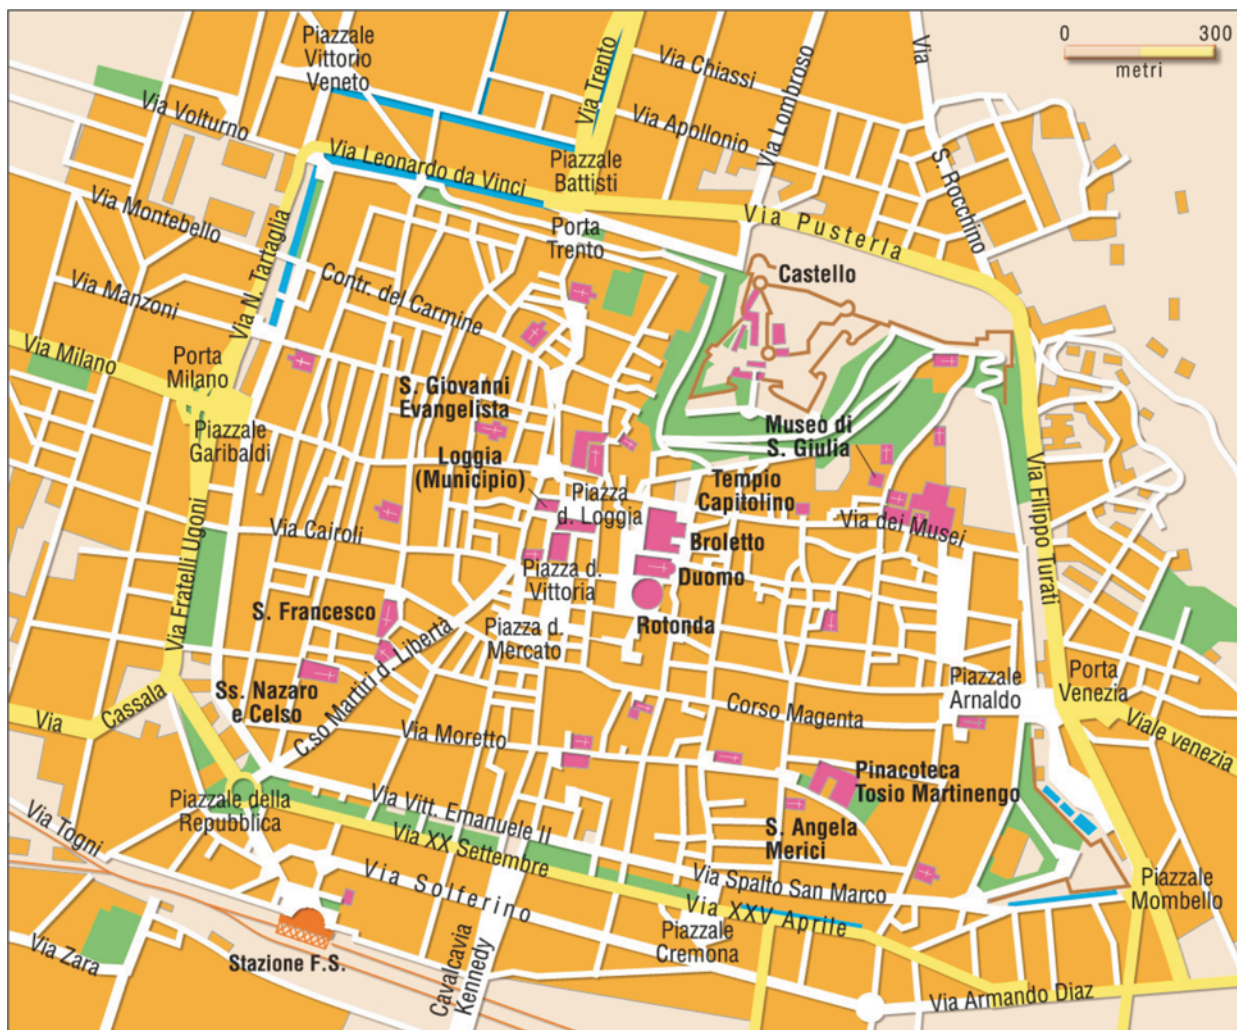 Piazzale
Vittorio
Veneto
Via Trento
Via Chiassi
Via Lombroso
Via
0 300
metri
Via Volturno
Via Leonardo da Vinci
Via Apollonio
Piazzale
Battisti
S. Rocchino
Via Montebello
Via N. Tartaglia
Porta
Trento
Via Pusterla
Castello
Via Manzoni
Contr. del Carmine
Via Milano
Porta
Milano
S. Giovanni
Evangelista
Piazzale
Garibaldi
Museo di
S. Giulia
Loggia
(Municipio)
Piazza
d. Loggia
Tempio
Capitolino
Via dei Musei
Via Filippo Turati
Via Cairoli
Broletto
Via Fratelli Ugoni
Piazza d.
Vittoria
Duomo
S. Francesco
Piazza d.
Mercato
Rotonda
C.so Martiri d. Liberta
Ss. Nazaro
e Celso
Via Cassala
Piazzale
Arnaldo
Porta
Venezia
Corso Magenta
Viale venezia
Via Moretto
Pinacoteca
Tosio Martinengo
Piazzale della
Repubblica
Via Vitt. Emanuele II
S. Angela
Merici
Via Togni
Via XX Settembre
Via Solferino
Via Spalto San Marco
Piazzale
Mombello
Via XXV Aprile
Piazzale
Cremona
Via Zara
Stazione F.S.
Cavalcavia
Kennedy
Via Armando Diaz